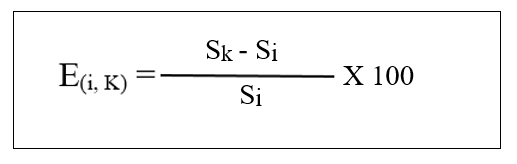 E(i, K) = Sk - Si / Si X 100